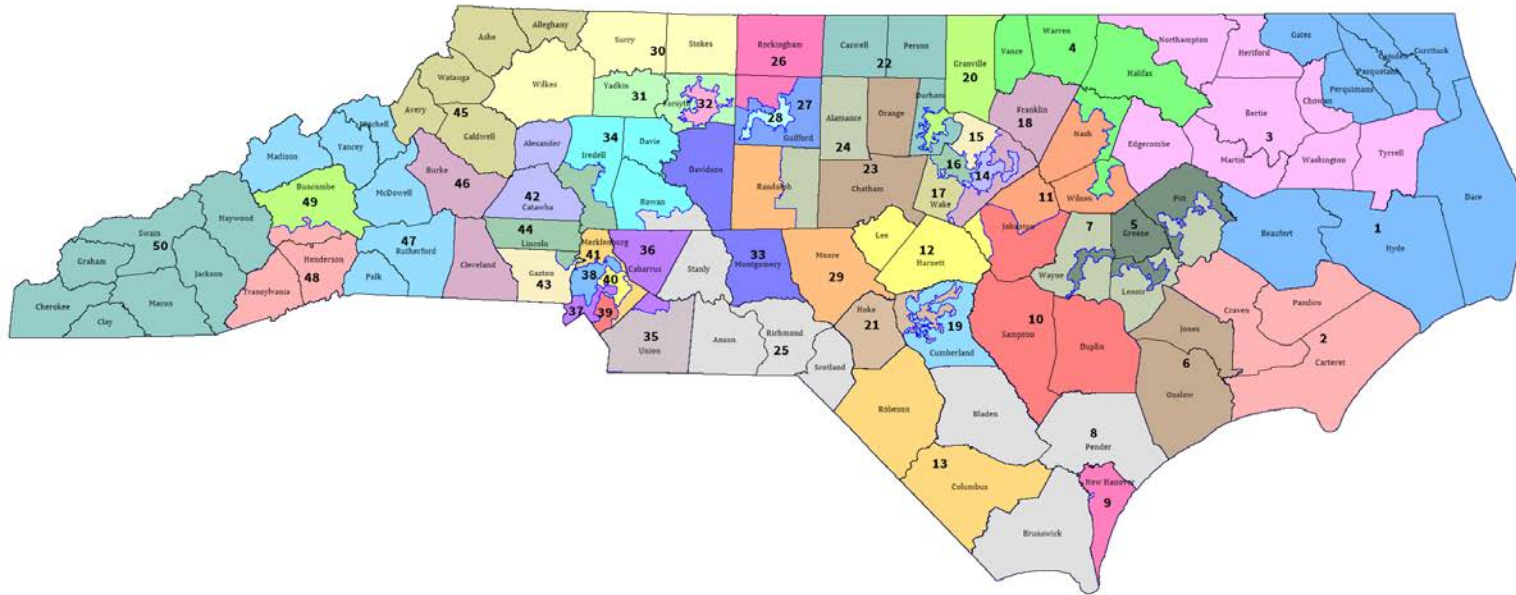 Ashe
Alleghany
Surry
30
Stokes
Rockingham
26
Caswell
Person
22
Granville
20
Vance
Warren
4
Northampton
Hertford
Gates
Camden
Currituck
Pasquotank
Perquimans
Watauga
Wilkes
Yadkin
31
Forsyth
32
27
28
Guilford
Alamance
24
Orange
Durham
Franklin
18
Halifax
Nash
Bertie
3
Chowan
Avery
45
Caldwell
Mitchell
Yancey
Madison
Alexander
34
Iredell
Davie
Davidson
Randolph
23
Chatham
15
16
14
17
Wake
Edgecombe
Martin
Washington
Tyrrell
Dare
Buncombe
49
McDowell
Burke
46
42
Catawba
Rowan
11
Wilson
Johnston
7
Pitt
5
Greene
Beaufort
1
Hyde
Haywood
Swain
50
Graham
Jackson
Cherokee
Macon
Clay
Henderson
48
Transylvania
47
Rutherford
Polk
Cleveland
44
Lincoln
Gaston
43
Mecklenburg
41
38
40
37
39
36
Cabarrus
Stanly
33
Montgomery
Moore
29
Lee
12
Harnett
Wayne
Lenoir
Craven
Pamlico
2
Carteret
Jones
6
Onslow
35
Union
Anson
Richmond
25
Scotland
Hoke
21
19
Cumberland
10
Sampson
Duplin
Robeson
Bladen
8
Pender
13
Columbus
New Hanover
9
Brunswick